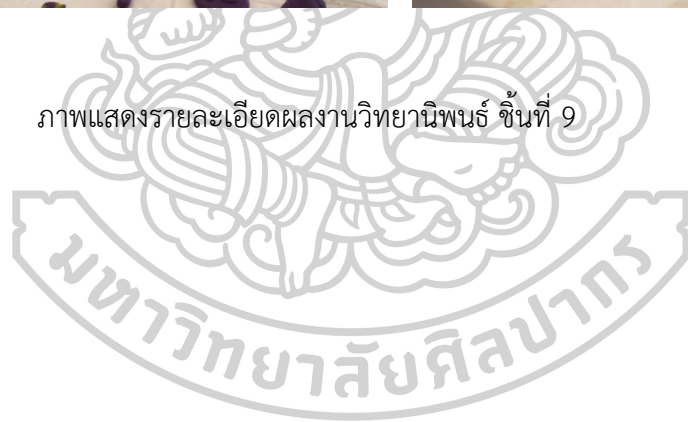 ภาพแสดงรายละเอียดผลงานวิทยานิพนธ์ ชิ้นที่ 9
มหาวิทยาลัยศิลปากร